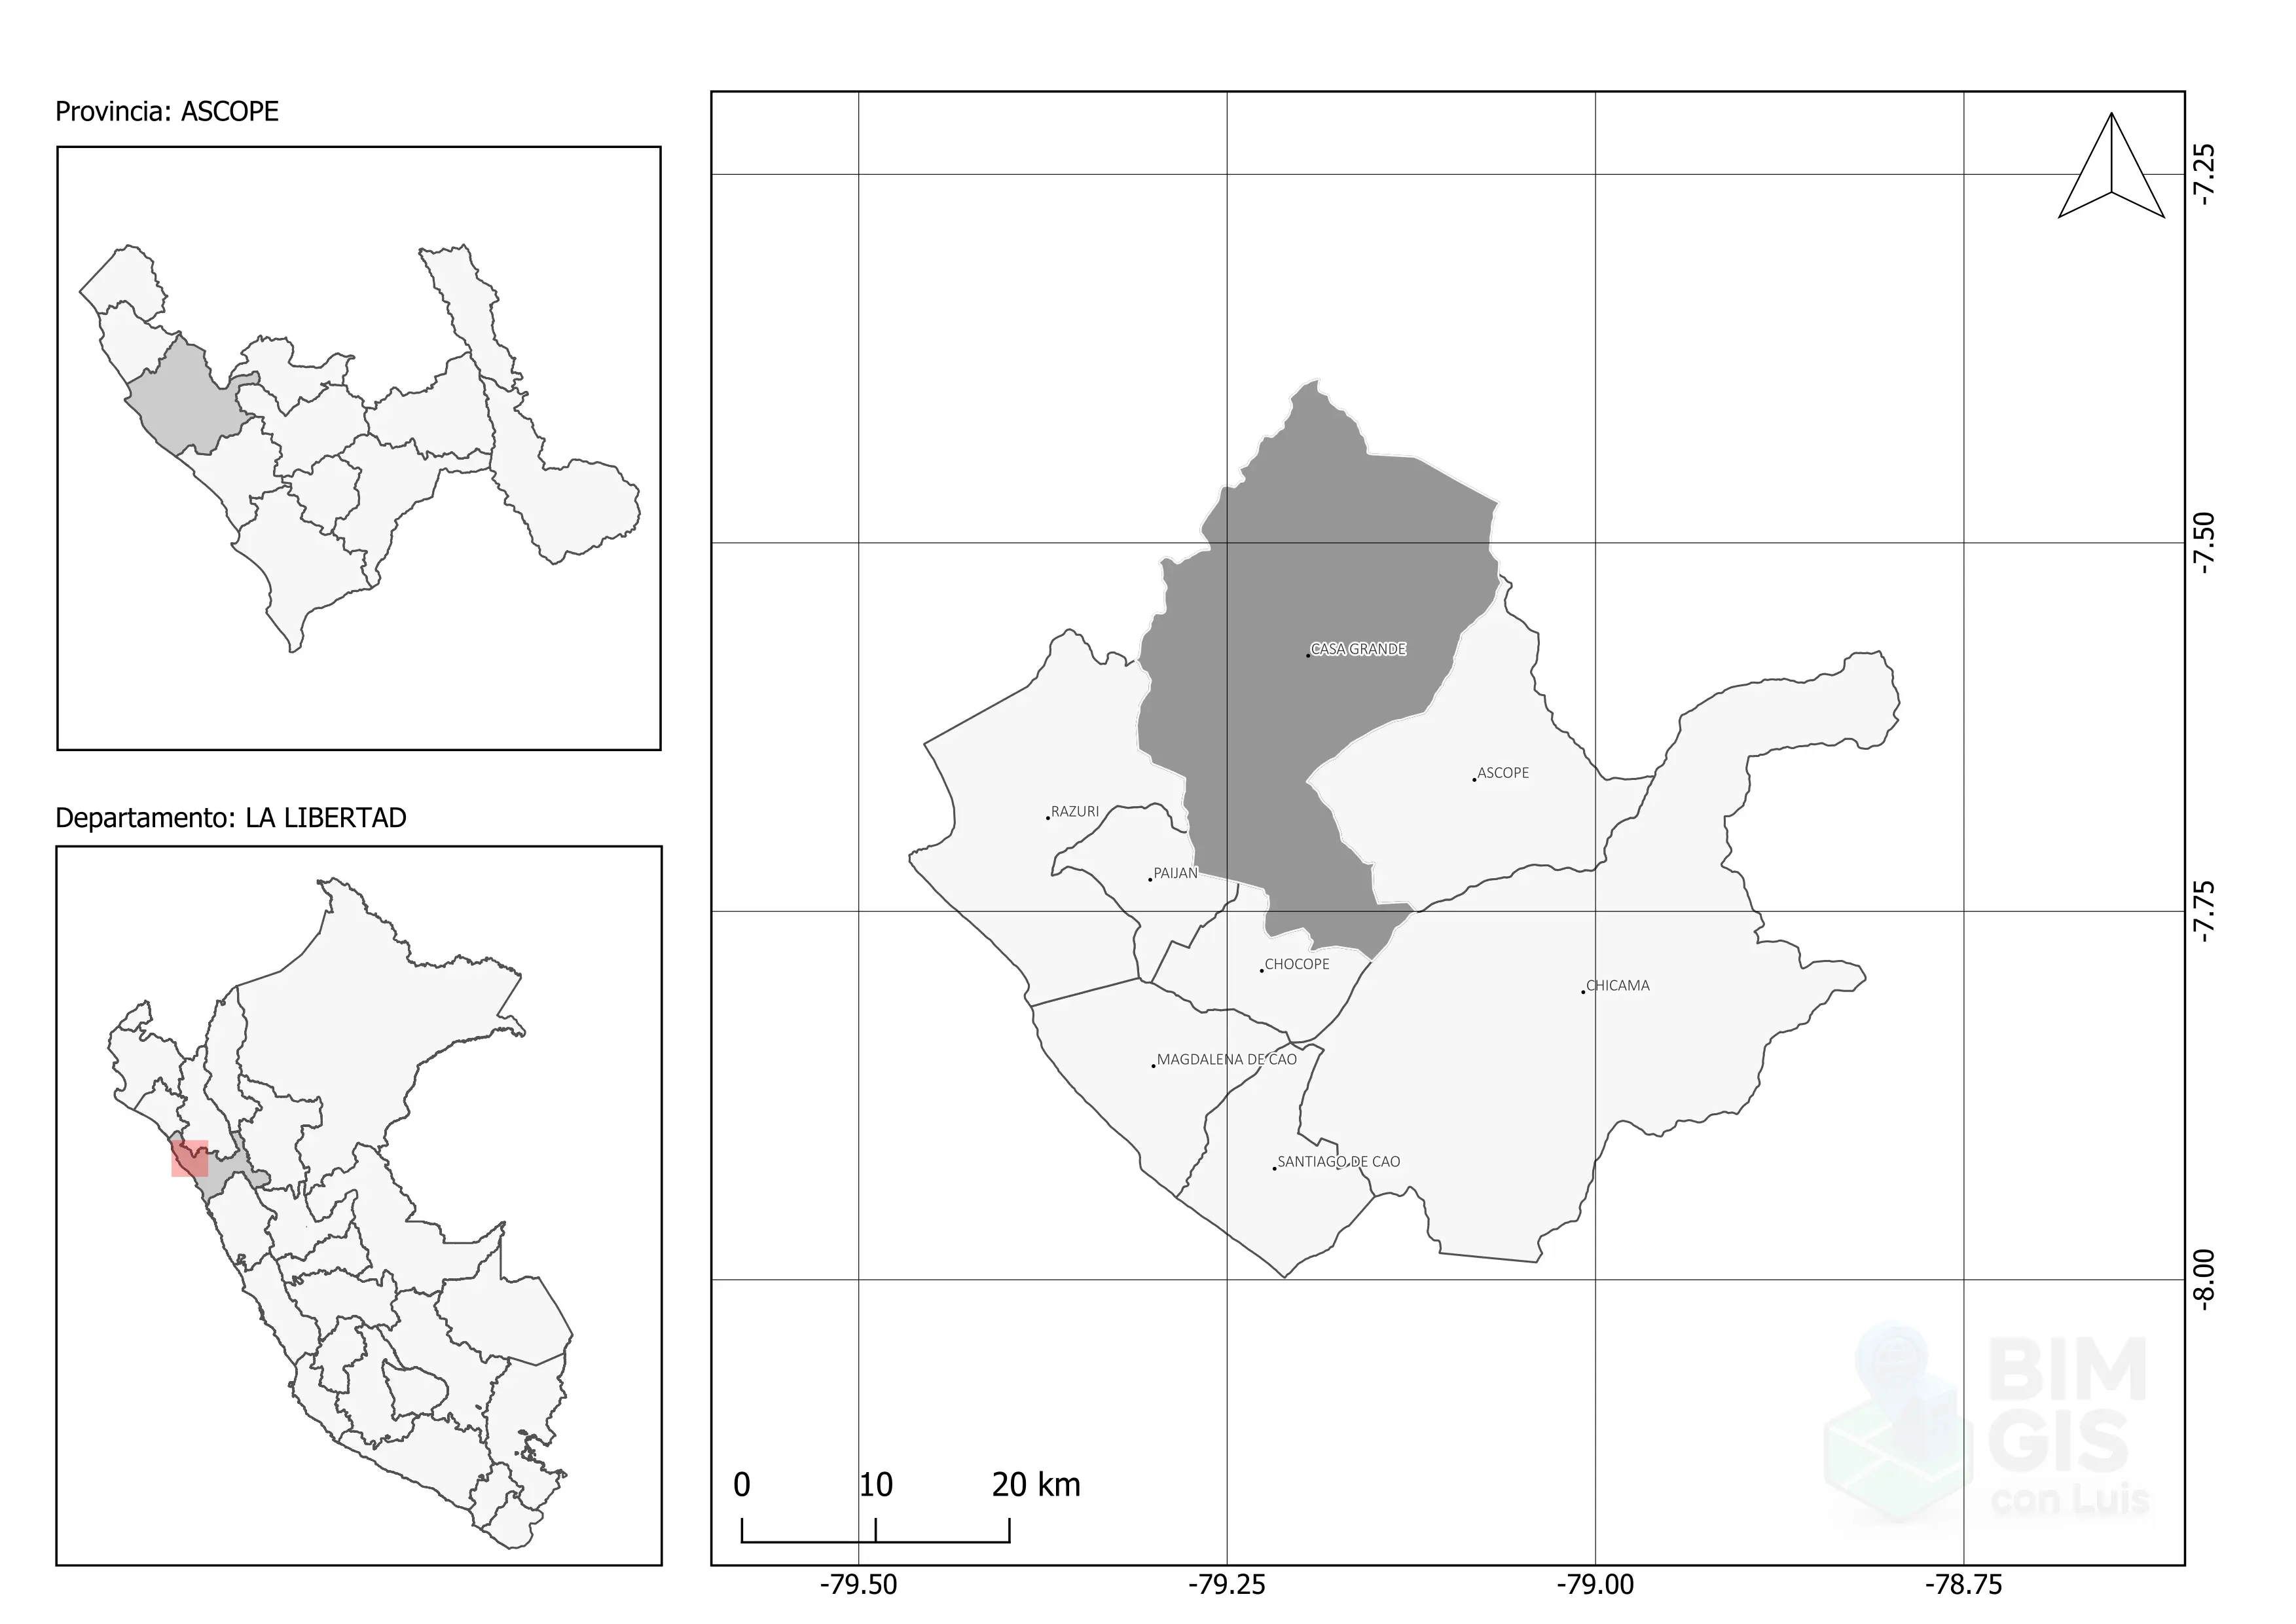 Provincia: ASCOPE
Departamento: LA LIBERTAD
-7.25
-7.50
CASA GRANDE
ASCOPE
RAZURI
PAIJAN
-7.75
CHOCOPE
CHICAMA
MAGDALENA DE CAO
SANTIAGO DE CAO
-8.00
BIM
GIS
con Luis
0 10 20 km
-79.50 -79.25 -79.00 -78.75